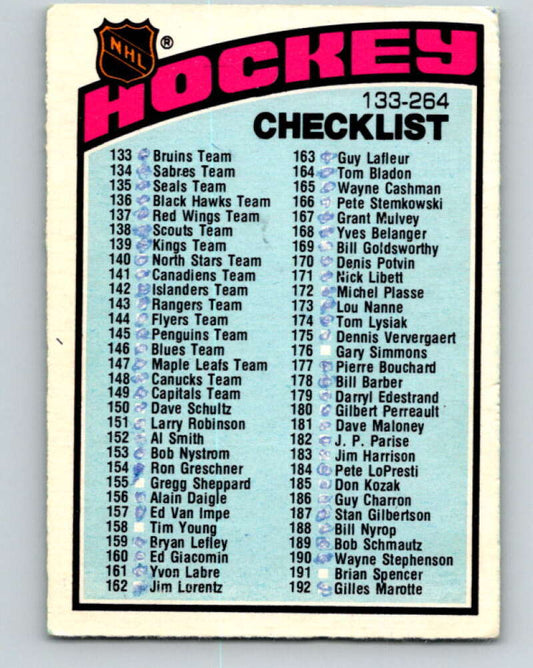 NHL ®
HOCKEY
133-264
CHECKLIST
133 Bruins Team
134 Sabres Team
135 Seals Team
136 Black Hawks Team
137 Red Wings Team
138 Scouts Team
139 Kings Team
140 North Stars Team
141 Canadiens Team
142 Islanders Team
143 Rangers Team
144 Flyers Team
145 Penguins Team
146 Blues Team
147 Maple Leafs Team
148 Canucks Team
149 Capitals Team
150 Dave Schultz
151 Larry Robinson
152 Al Smith
153 Bob Nystrom
154 Ron Greschner
155 Gregg Sheppard
156 Alain Daigle
157 Ed Van Impe
158 Tim Young
159 Bryan Lefley
160 Ed Giacomin
161 Yvon Labre
162 Jim Lorentz
163 Guy Lafleur
164 Tom Bladon
165 Wayne Cashman
166 Pete Stemkowski
167 Grant Mulvey
168 Yves Belanger
169 Bill Goldsworthy
170 Denis Potvin
171 Nick Libett
172 Michel Plasse
173 Lou Nanne
174 Tom Lysiak
175 Dennis Ververgaert
176 Gary Simmons
177 Pierre Bouchard
178 Bill Barber
179 Darryl Edestrand
180 Gilbert Perreault
181 Dave Maloney
182 J. P. Parise
183 Jim Harrison
184 Pete LoPresti
185 Don Kozak
186 Guy Charron
187 Stan Gilbertson
188 Bill Nyrop
189 Bob Schmautz
190 Wayne Stephenson
191 Brian Spencer
192 Gilles Marotte